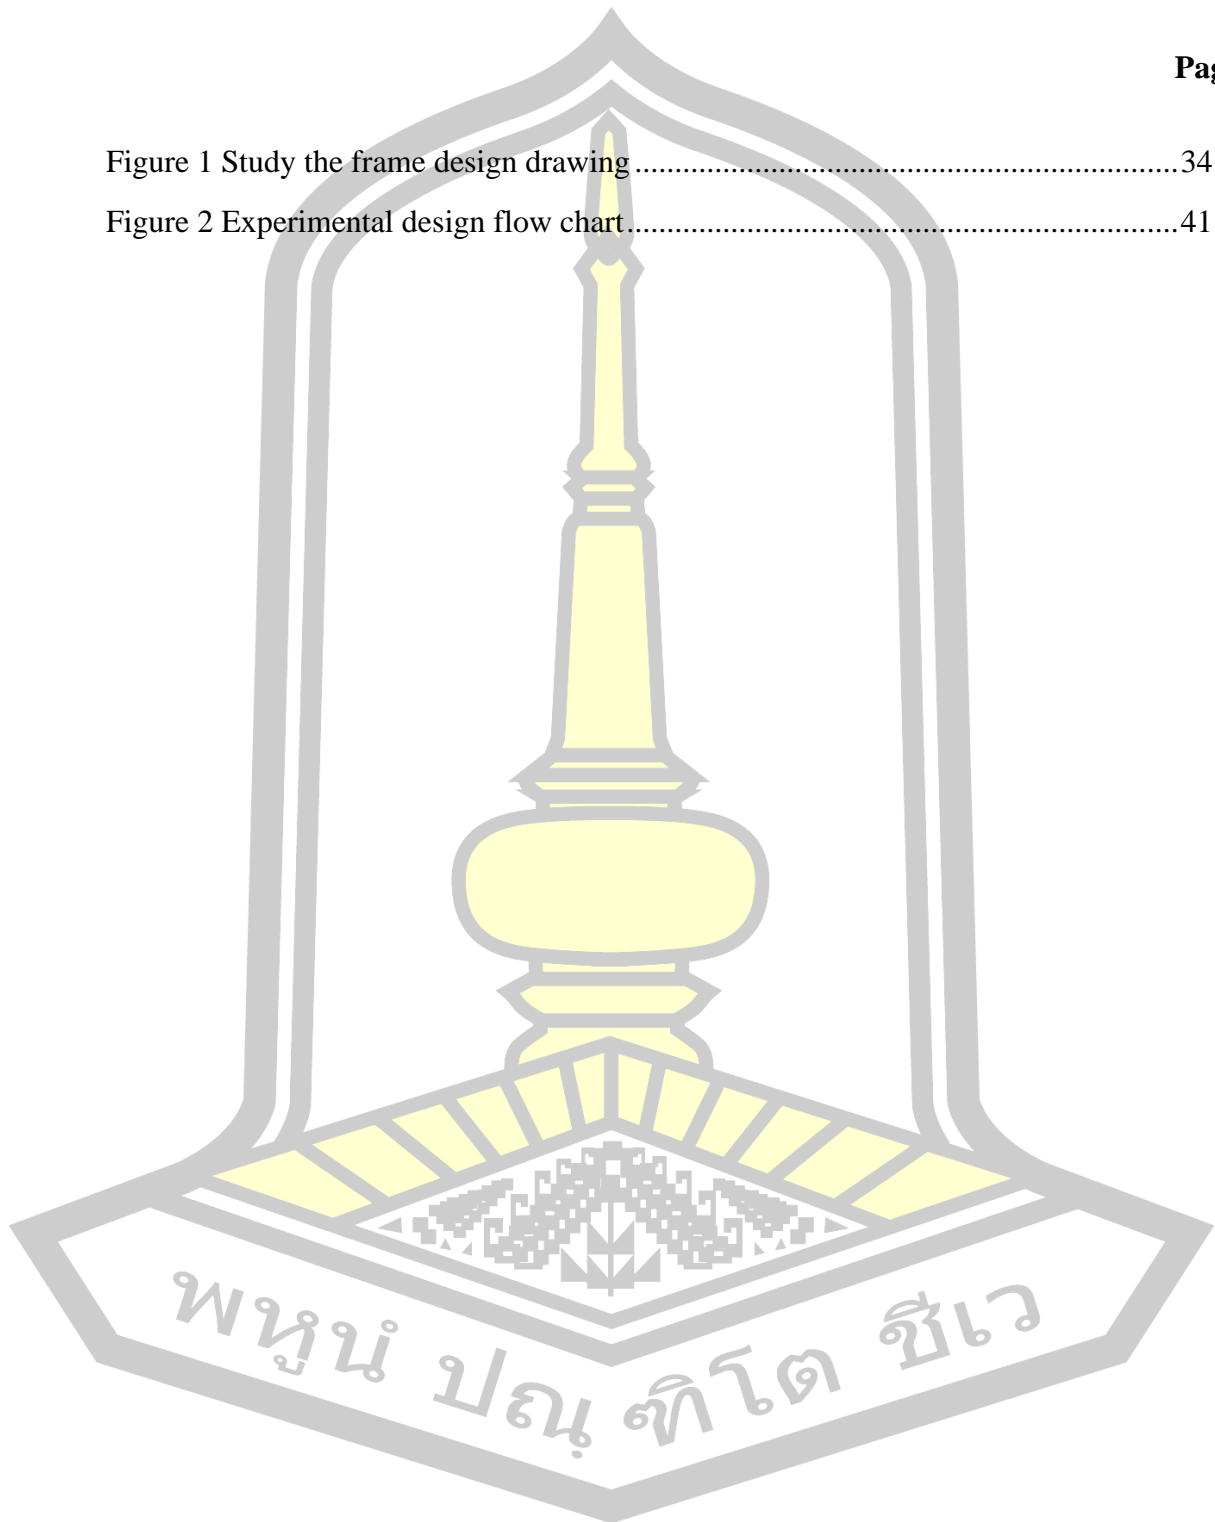 Pag
Figure 1 Study the frame design drawing....................................................................34
Figure 2 Experimental design flow chart.....................................................................41
พหูนํ ปณฺ ฑิโต ชีเว